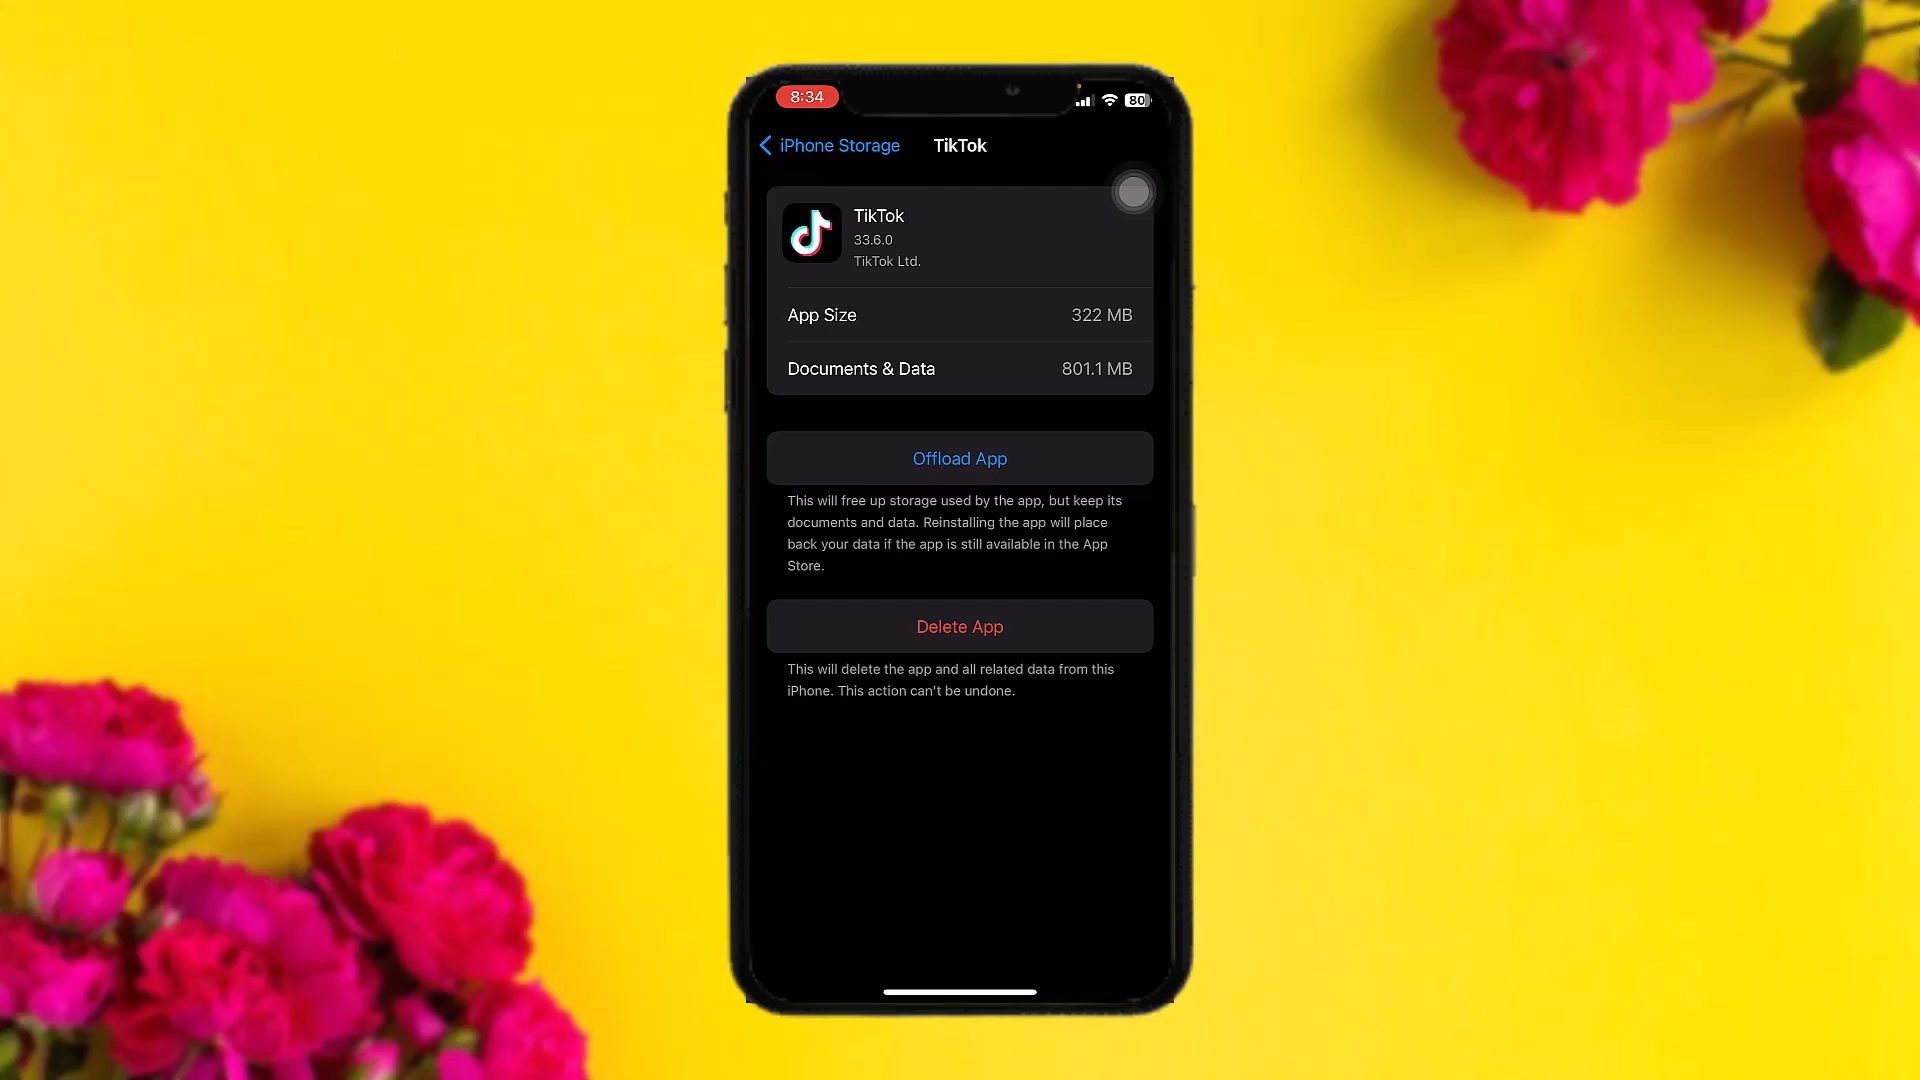 8:34
80
iPhone Storage
TikTok
TikTok
33.6.0
TikTok Ltd.
App Size 322 MB
Documents & Data 801.1 MB
Offload App
This will free up storage used by the app, but keep its
documents and data. Reinstalling the app will place
back your data if the app is still available in the App
Store.
Delete App
This will delete the app and all related data from this
iPhone. This action can't be undone.